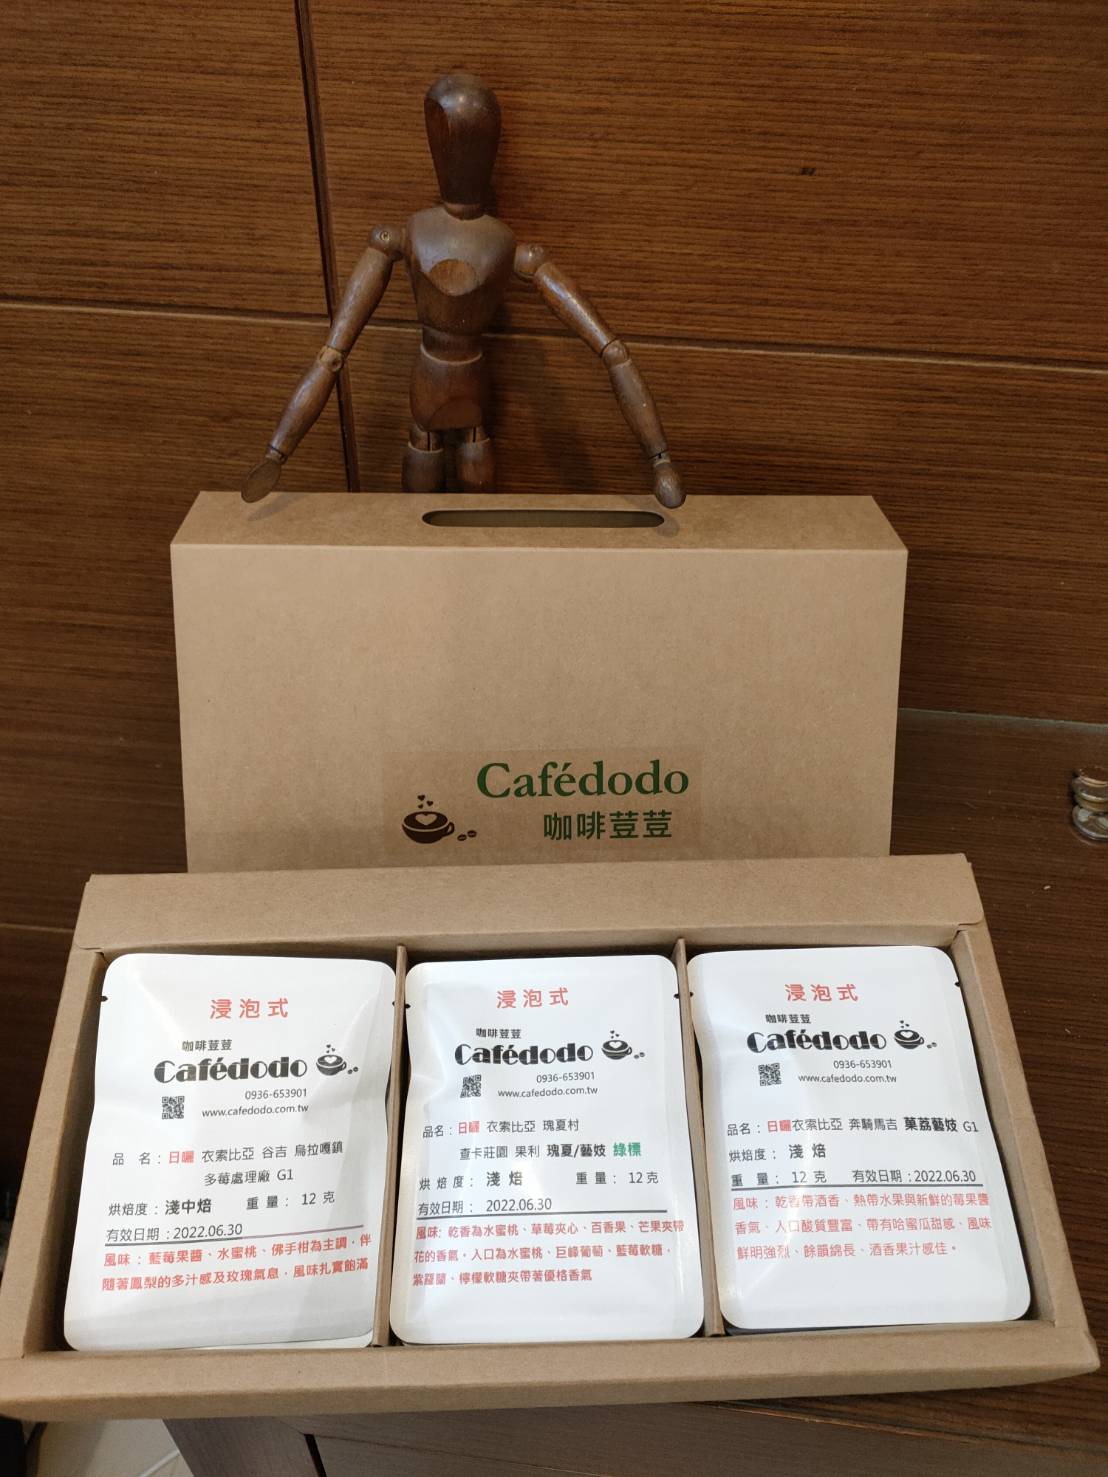 Cafédodo
咖啡荳荳
浸泡式
咖啡荳荳
Cafédodo
0936-653901
www.cafedodo.com.tw
品 名：日曬 衣索比亞 谷吉 烏拉嘎鎮
多莓處理廠 G1
烘焙度：淺中焙 重量：12 克
有效日期：2022.06.30
風味：藍莓果醬、水蜜桃、佛手柑為主調，伴
隨著鳳梨的多汁感及玫瑰氣息，風味扎實飽滿
浸泡式
咖啡荳荳
Cafédodo
0936-653901
www.cafedodo.com.tw
品名：日曬 衣索比亞 瑰夏村
查卡莊園 果利 瑰夏/藝妓 綠標
烘焙度：淺焙 重量：12克
有效日期：2022.06.30
風味：乾香為水蜜桃、草莓夾心、百香果、芒果夾帶
花的香氣。入口為水蜜桃、巨峰葡萄、藍莓軟糖，
紫羅蘭、檸檬軟糖夾帶著優格香氣
浸泡式
咖啡荳荳
Cafédodo
0936-653901
www.cafedodo.com.tw
品名：日曬衣索比亞 奔騎馬吉 葉荔藝妓 G1
烘焙度：淺焙
重量：12 克 有效日期：2022.06.30
風味：乾香帶酒香、熱帶水果與新鮮的莓果醬
香氣、入口酸質豐富、帶有哈蜜瓜甜感、風味
鮮明強烈、餘韻綿長、酒香果汁感佳。